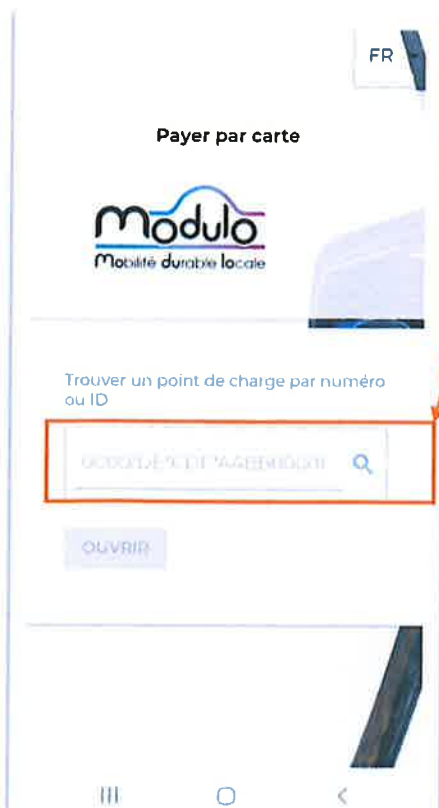 FR
Payer par carte
Modulo
Mobilité durable locale
Trouver un point de charge par numéro
ou ID
OUVRIR